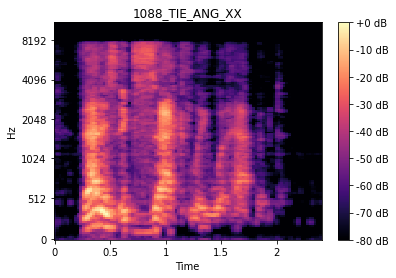 1088_TIE_ANG_XX
+0 dB
8192
-10 dB
4096
-20 dB
-30 dB
2048
Hz
-40 dB
1024
-50 dB
512
-60 dB
-70 dB
0
-80 dB
0
0.5
1
1.5
2
Time